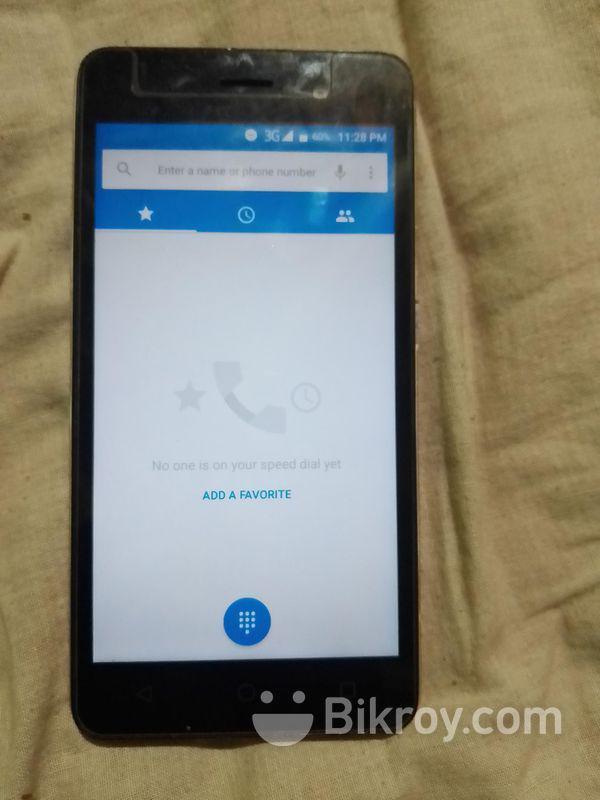 3G 60% 11:28 PM
Enter a name or phone number
No one is on your speed dial yet
ADD A FAVORITE
Bikroy.com